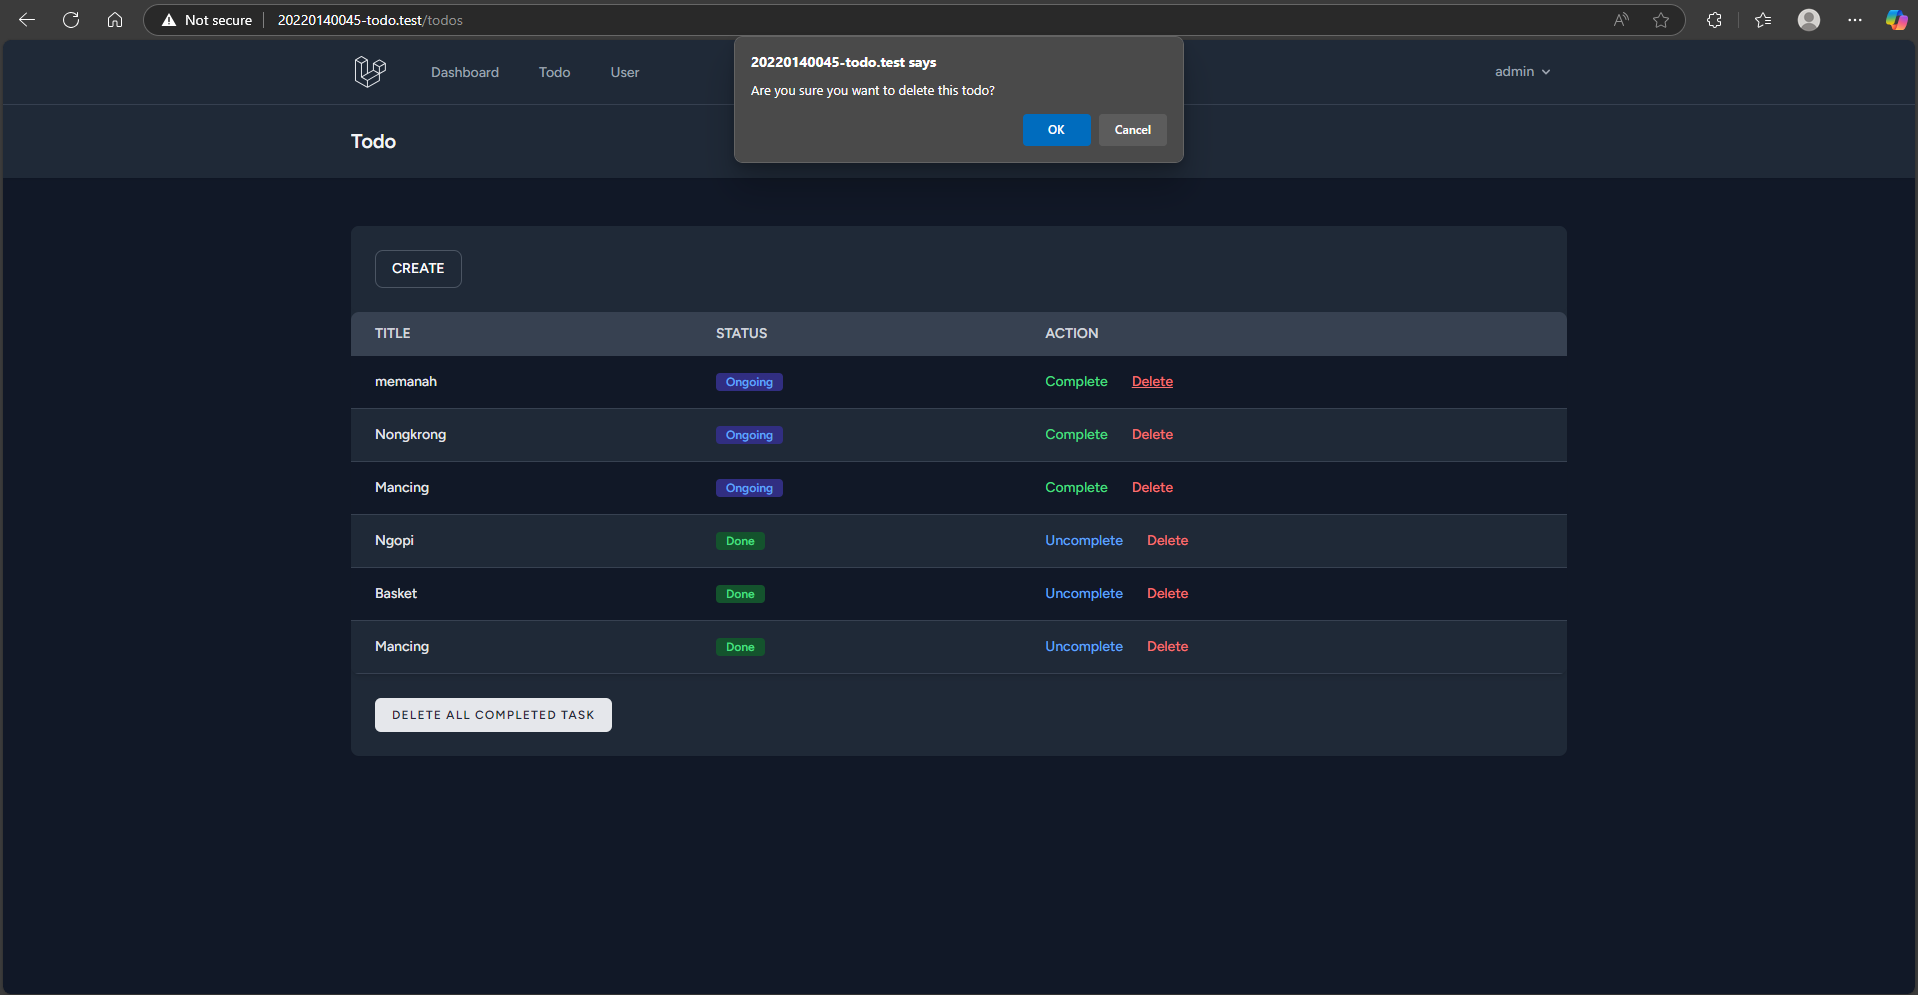 Not secure 20220140045-todo.test/todos
20220140045-todo.test says
Are you sure you want to delete this todo?
OK Cancel
Dashboard Todo User admin
Todo
CREATE
TITLE STATUS ACTION
memanah Ongoing Complete Delete
Nongkrong Ongoing Complete Delete
Mancing Ongoing Complete Delete
Ngopi Done Uncomplete Delete
Basket Done Uncomplete Delete
Mancing Done Uncomplete Delete
DELETE ALL COMPLETED TASK